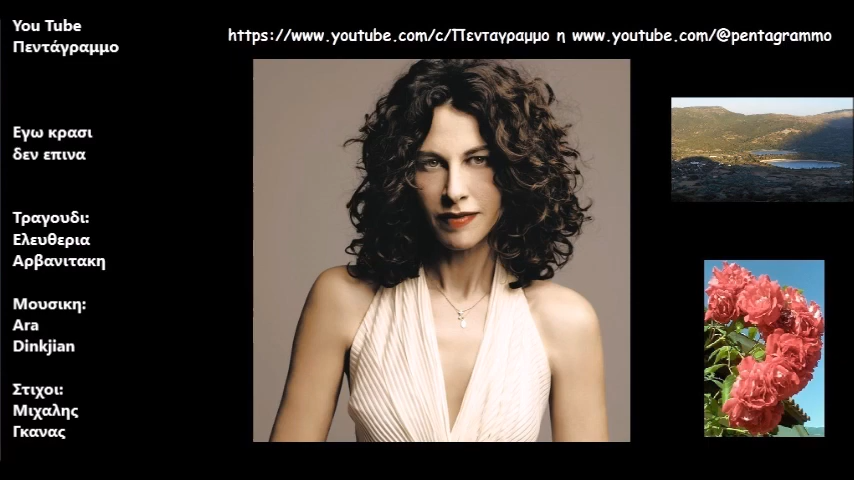 You Tube
Πεντάγραμμο
https://www.youtube.com/c/Πενταγραμμο η www.youtube.com/@pentagrammo
Εγω κρασι
δεν επινα
Τραγουδι:
Ελευθερια
Αρβανιτακη
Μουσικη:
Ara
Dinkjian
Στιχοι:
Μιχαλης
Γκανας